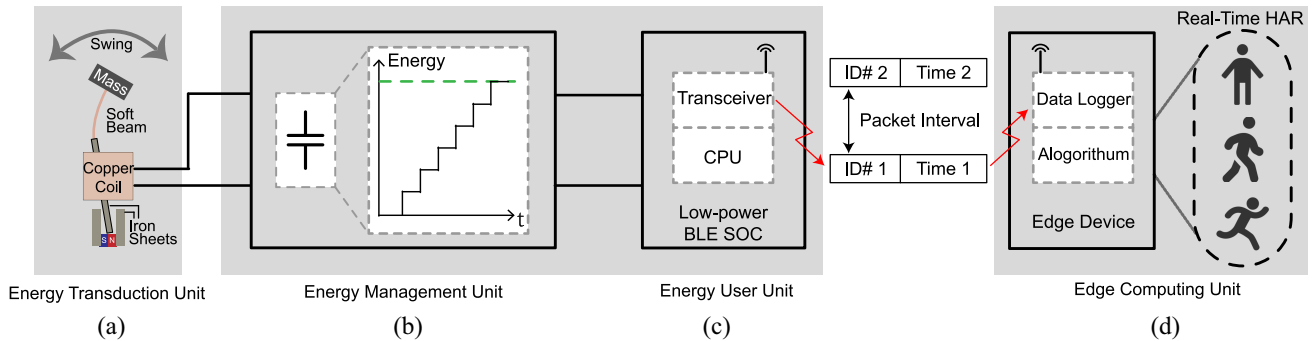 Swing
Mass
Soft
Beam
Copper
Coil
Iron
Sheets
S N
Energy Transduction Unit
(a)
Energy
t
Energy Management Unit
(b)
Transceiver
CPU
Low-power
BLE SOC
Energy User Unit
(c)
ID# 2 Time 2
Packet Interval
ID# 1 Time 1
Real-Time HAR
Data Logger
Alogorithum
Edge Device
Edge Computing Unit
(d)